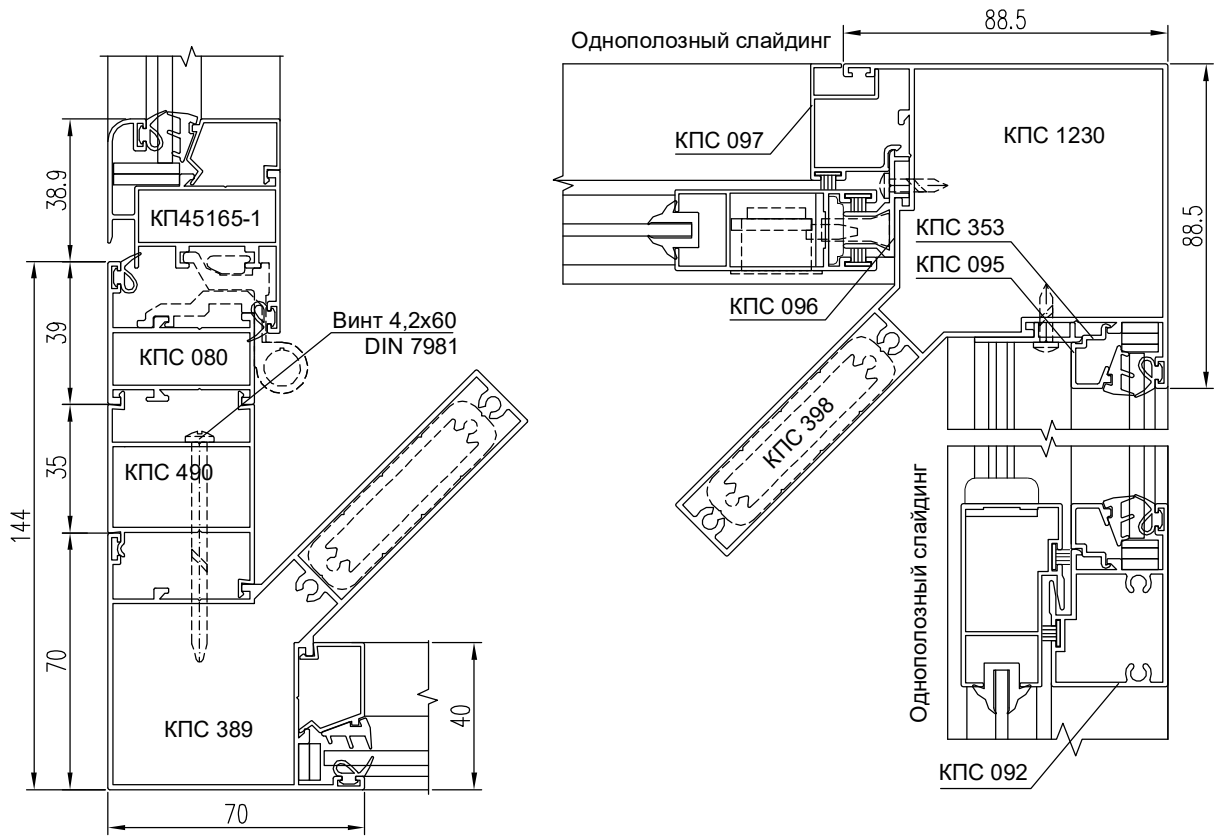 38.9
39
35
144
70
70
КП45165-1
КПС 080
КПС 490
КПС 389
Винт 4,2х60
DIN 7981
40
Однополозный слайдинг
88.5
88.5
КПС 097
КПС 1230
КПС 353
КПС 095
КПС 096
КПС 398
Однополозный слайдинг
КПС 092